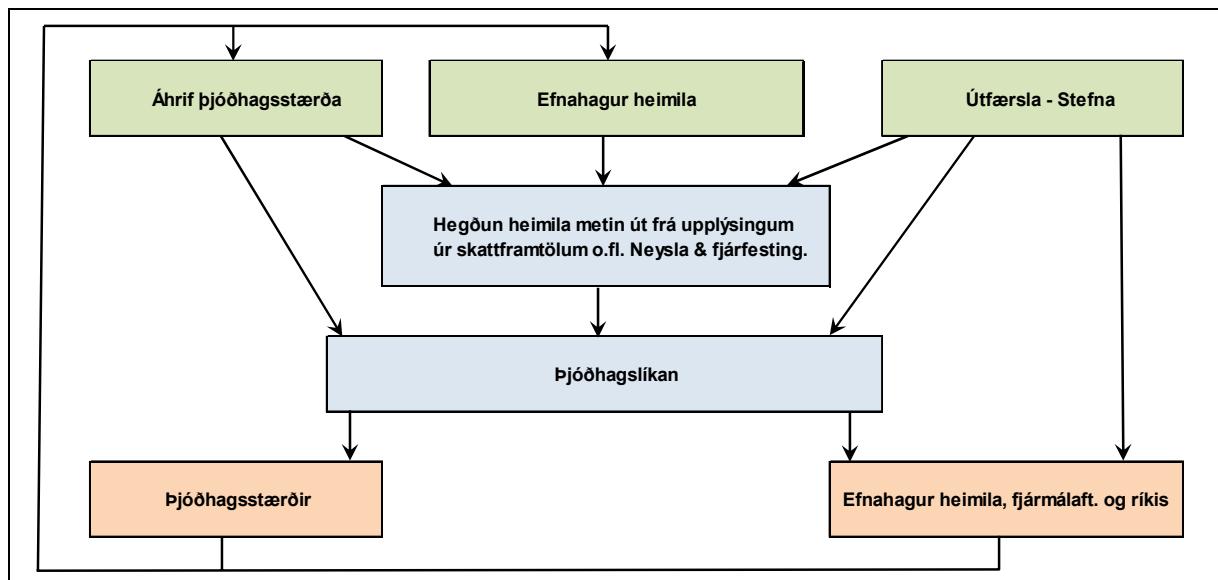 Áhrif þjóðhagsstærða
Efnahagur heimila
Útfærsla - Stefna
Hegðun heimila metin út frá upplýsingum
úr skattframtölum o.fl. Neysla & fjárfesting.
Þjóðhagslíkan
Þjóðhagsstærðir
Efnahagur heimila, fjármálaft. og ríkis